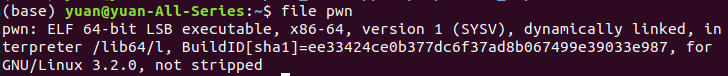 (base) yuan@yuan-All-Series:~$ file pwn
pwn: ELF 64-bit LSB executable, x86-64, version 1 (SYSV), dynamically linked, in
terpreter /lib64/l, BuildID[sha1]=ee33424ce0b377dc6f37ad8b067499e39033e987, for
GNU/Linux 3.2.0, not stripped